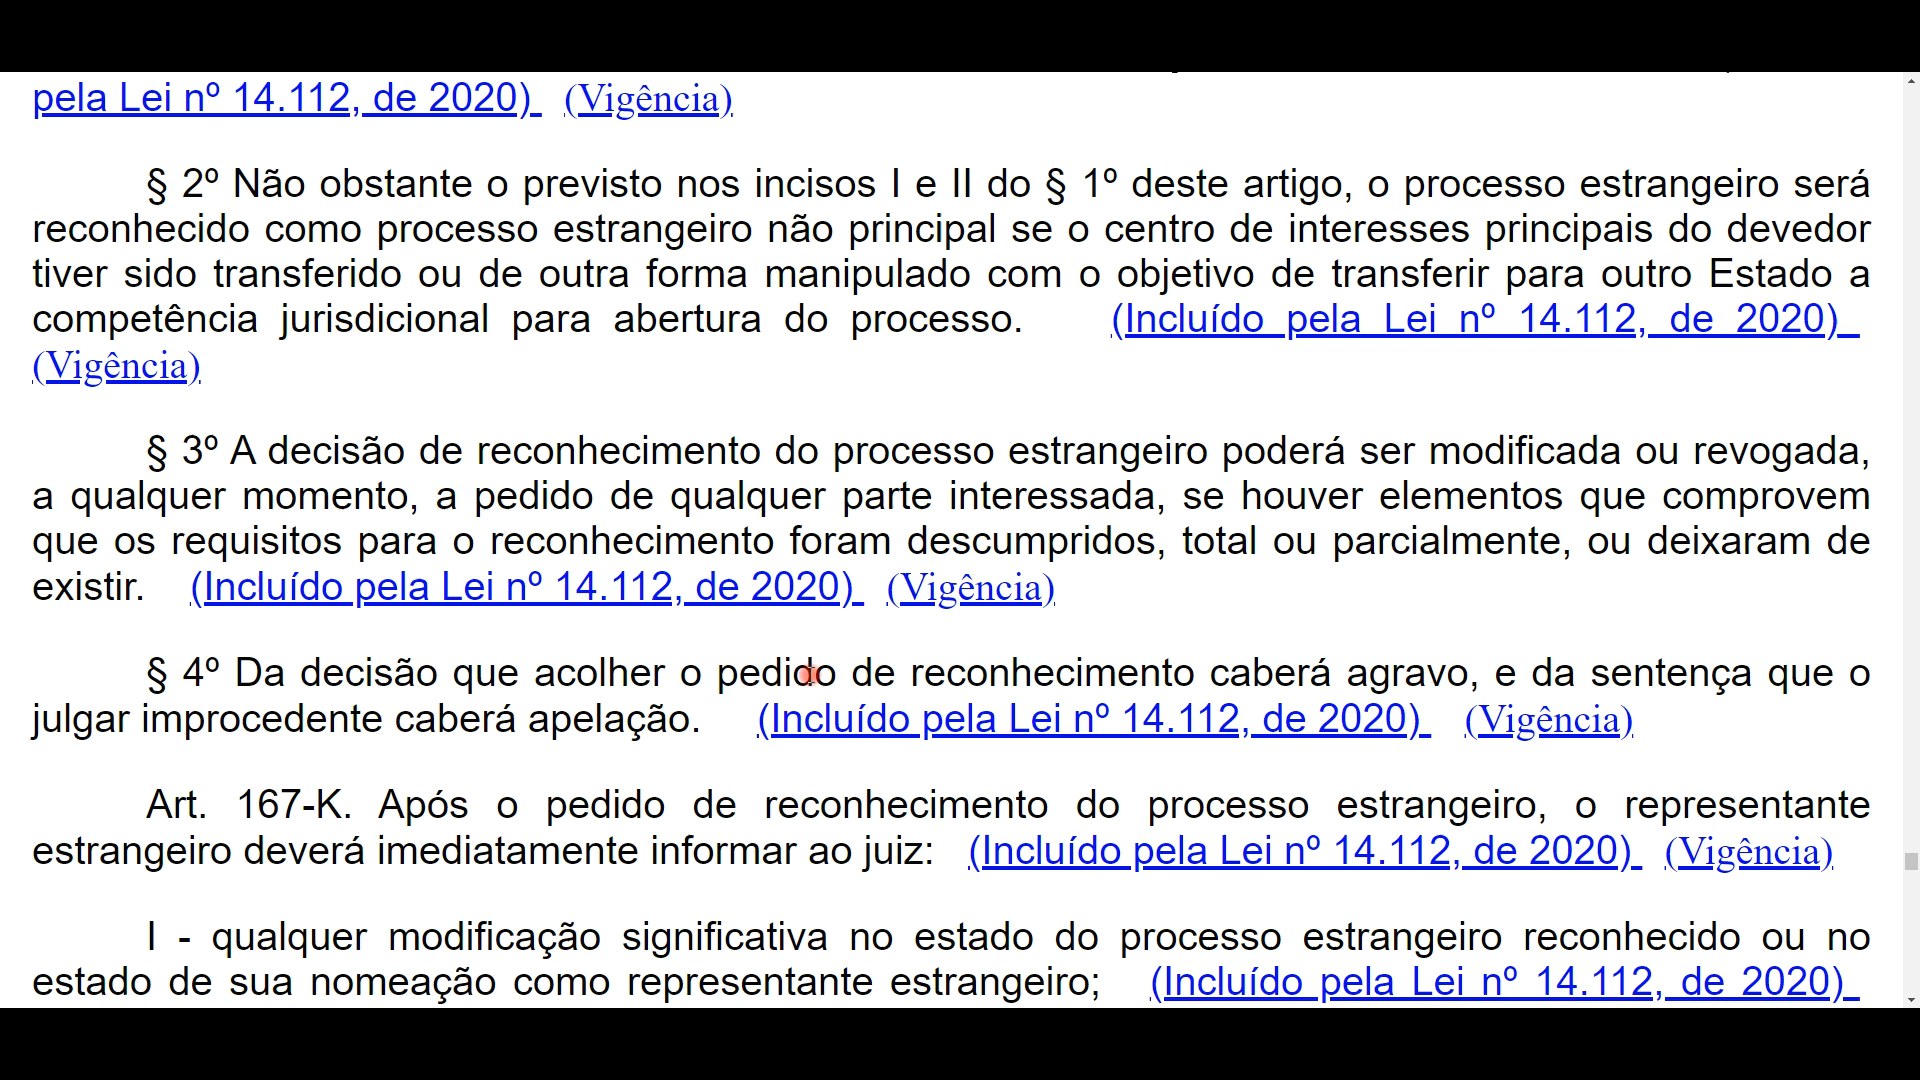 pela Lei nº 14.112, de 2020) (Vigência)
§ 2º Não obstante o previsto nos incisos I e II do § 1º deste artigo, o processo estrangeiro será
reconhecido como processo estrangeiro não principal se o centro de interesses principais do devedor
tiver sido transferido ou de outra forma manipulado com o objetivo de transferir para outro Estado a
competência jurisdicional para abertura do processo. (Incluído pela Lei nº 14.112, de 2020)
(Vigência)
§ 3º A decisão de reconhecimento do processo estrangeiro poderá ser modificada ou revogada,
a qualquer momento, a pedido de qualquer parte interessada, se houver elementos que comprovem
que os requisitos para o reconhecimento foram descumpridos, total ou parcialmente, ou deixaram de
existir. (Incluído pela Lei nº 14.112, de 2020) (Vigência)
§ 4º Da decisão que acolher o pedido de reconhecimento caberá agravo, e da sentença que o
julgar improcedente caberá apelação. (Incluído pela Lei nº 14.112, de 2020) (Vigência)
Art. 167-K. Após o pedido de reconhecimento do processo estrangeiro, o representante
estrangeiro deverá imediatamente informar ao juiz: (Incluído pela Lei nº 14.112, de 2020) (Vigência)
I - qualquer modificação significativa no estado do processo estrangeiro reconhecido ou no
estado de sua nomeação como representante estrangeiro; (Incluído pela Lei nº 14.112, de 2020)